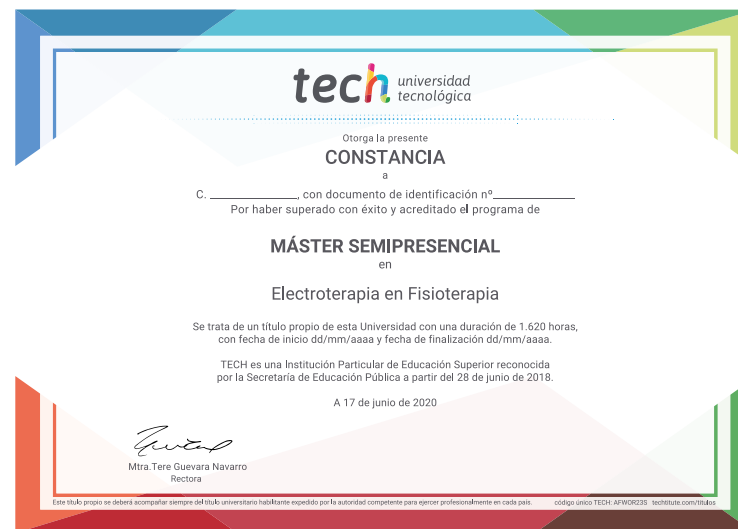 tech universidad
tecnológica
Otorga la presente
CONSTANCIA
a
C. ______________, con documento de identificación nº______________
Por haber superado con éxito y acreditado el programa de
MÁSTER SEMIPRESENCIAL
en
Electroterapia en Fisioterapia
Se trata de un título propio de esta Universidad con una duración de 1.620 horas,
con fecha de inicio dd/mm/aaaa y fecha de finalización dd/mm/aaaa.
TECH es una Institución Particular de Educación Superior reconocida
por la Secretaría de Educación Pública a partir del 28 de junio de 2018.
A 17 de junio de 2020
Mtra.Tere Guevara Navarro
Rectora
Este título propio se deberá acompañar siempre del título universitario habilitante expedido por la autoridad competente para ejercer profesionalmente en cada país. código único TECH: AFWOR23S techtitute.com/titulos